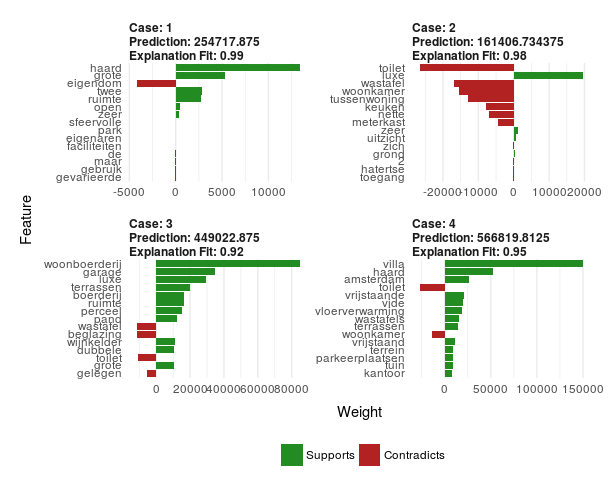 Case: 1
Prediction: 254717.875
Explanation Fit: 0.99
haard
grote
eigendom
twee
ruimte
open
zeer
sfeervolle
park
eigenaren
faciliteiten
de
maar
gebruik
gevarieerde
-5000 0 5000 10000
Case: 2
Prediction: 161406.734375
Explanation Fit: 0.98
toilet
luxe
wastafel
woonkamer
tussenwoning
keuken
nette
meterkast
zeer
uitzicht
zich
grond
2
hatertse
toegang
-20000 -10000 0 10000 20000
Case: 3
Prediction: 449022.875
Explanation Fit: 0.92
woonboerderij
garage
luxe
terrassen
boerderij
ruimte
perceel
pand
wastafel
beglazing
wijnkelder
dubbele
toilet
grote
gelegen
0 20000 40000 60000 80000
Case: 4
Prediction: 566819.8125
Explanation Fit: 0.95
villa
haard
amsterdam
toilet
vrijstaande
vide
vloerverwarming
wastafels
terrassen
woonkamer
vrijstaand
terrein
parkeerplaatsen
tuin
kantoor
0 50000 100000 150000
Feature
Weight
Supports
Contradicts